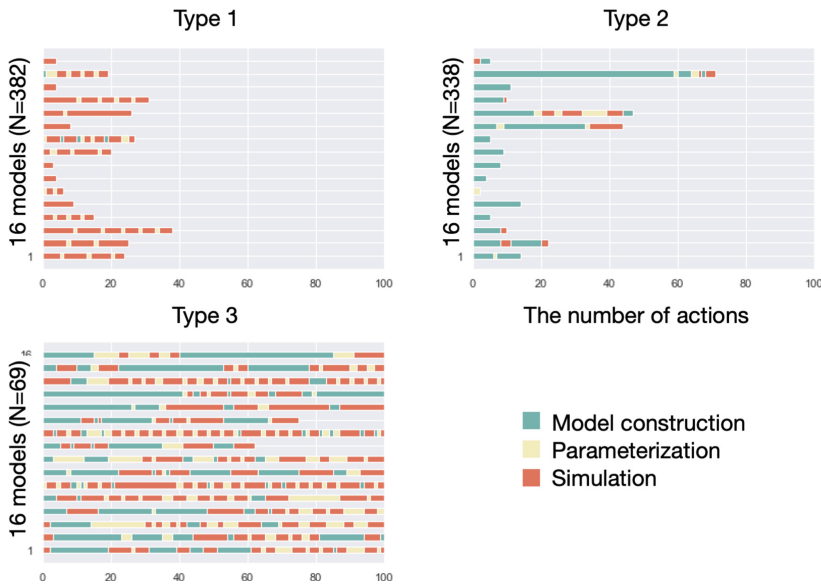 Type 1
16 models (N=382)
1
0 20 40 60 80 100
Type 2
16 models (N=338)
1
0 20 40 60 80 100
Type 3
16 models (N=69)
1
0 20 40 60 80 100
The number of actions
Model construction
Parameterization
Simulation